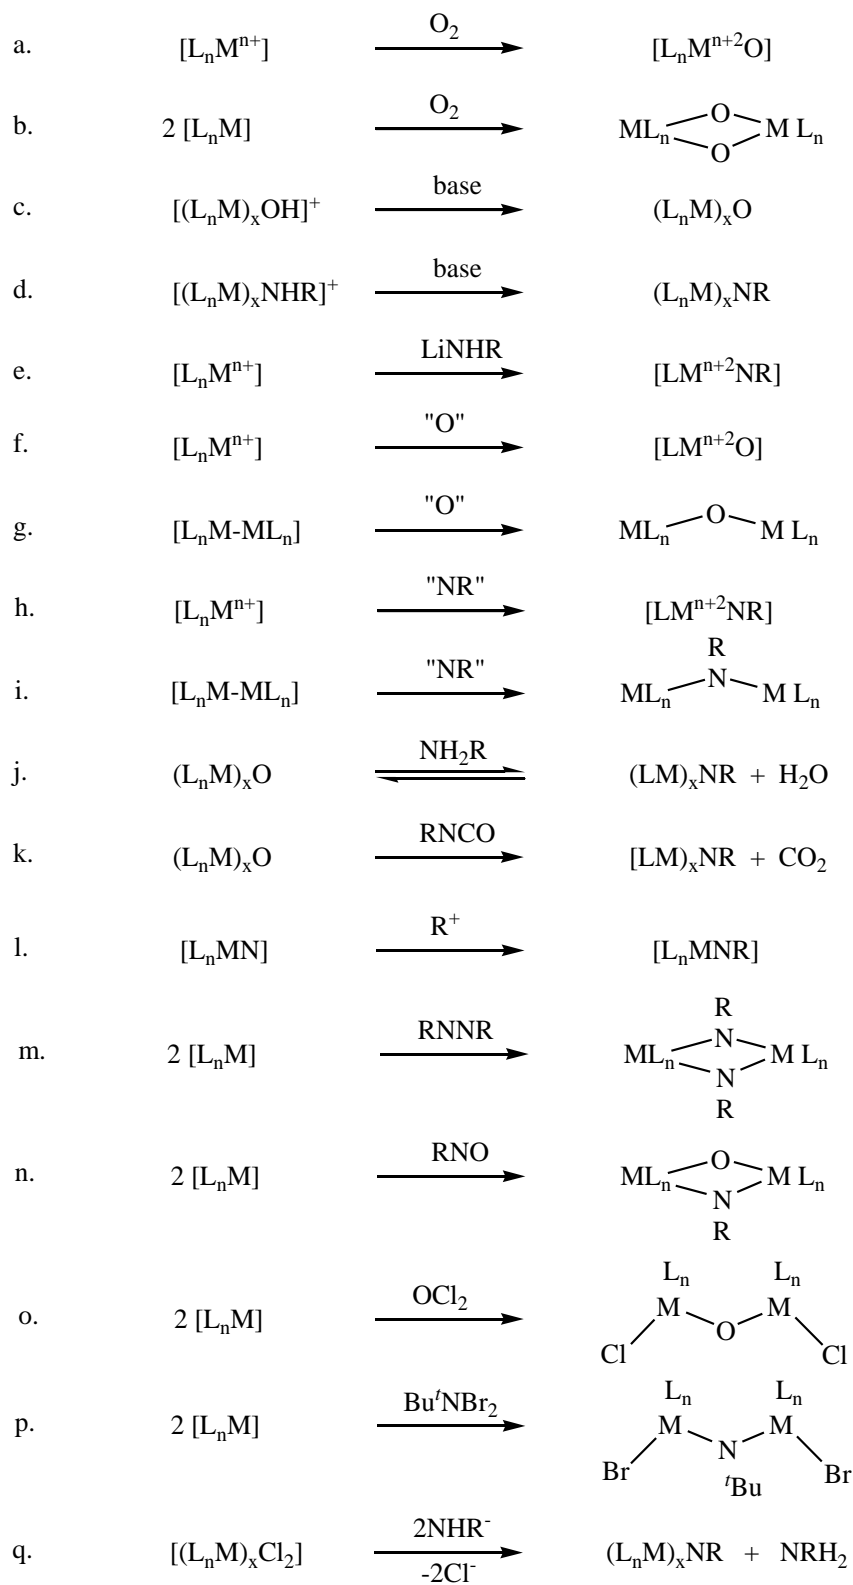 a. [LₙMⁿ⁺] O₂ [LₙMⁿ⁺²O]
b. 2 [LₙM] O₂ MLₙ O O M Lₙ
c. [(LₙM)ₓOH]⁺ base (LₙM)ₓO
d. [(LₙM)ₓNHR]⁺ base (LₙM)ₓNR
e. [LₙMⁿ⁺] LiNHR [LMⁿ⁺²NR]
f. [LₙMⁿ⁺] "O" [LMⁿ⁺²O]
g. [LₙM-MLₙ] "O" MLₙ O M Lₙ
h. [LₙMⁿ⁺] "NR" [LMⁿ⁺²NR]
i. [LₙM-MLₙ] "NR" MLₙ R N M Lₙ
j. (LₙM)ₓO NH₂R (LM)ₓNR + H₂O
k. (LₙM)ₓO RNCO [LM)ₓNR + CO₂
l. [LₙMN] R⁺ [LₙMNR]
m. 2 [LₙM] RNNR MLₙ R N N R M Lₙ
n. 2 [LₙM] RNO MLₙ O N R M Lₙ
o. 2 [LₙM] OCl₂ Lₙ M Cl O Lₙ M Cl
p. 2 [LₙM] BuᵗNBr₂ Lₙ M Br N ᵗBu Lₙ M Br
q. [(LₙM)ₓCl₂] 2NHR⁻ -2Cl⁻ (LₙM)ₓNR + NRH₂